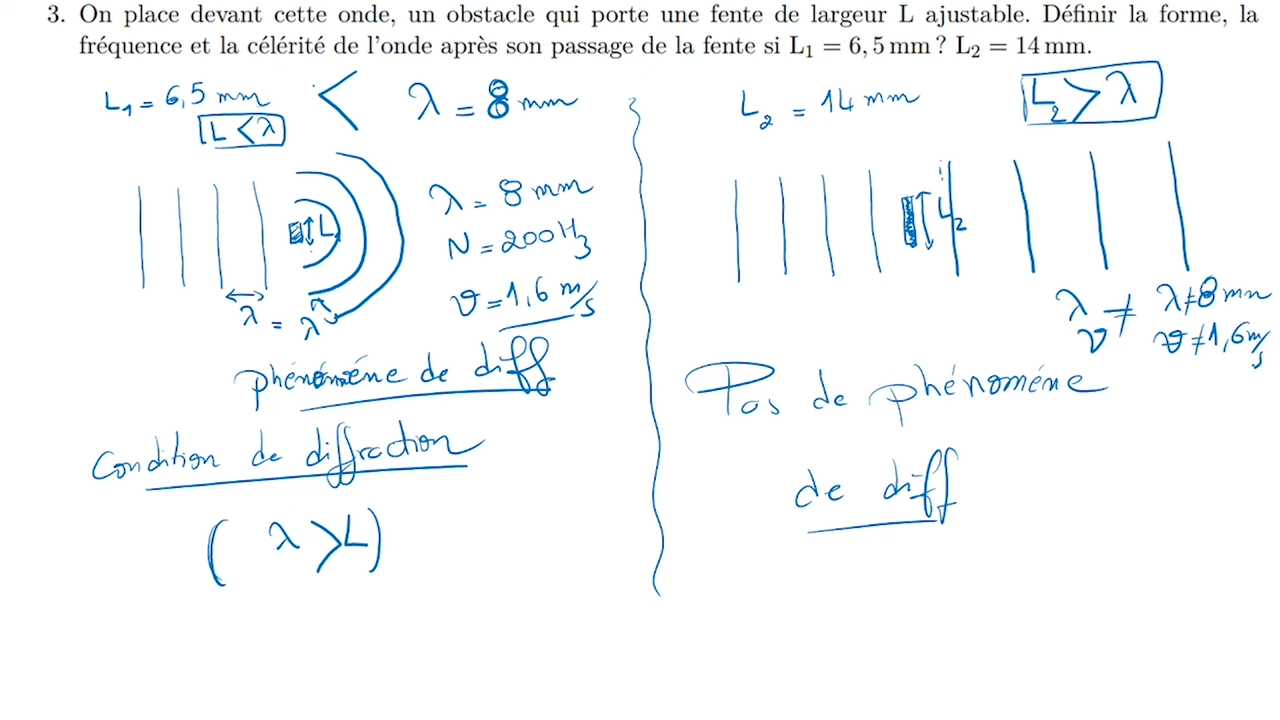 3. On place devant cette onde, un obstacle qui porte une fente de largeur L ajustable. Définir la forme, la
fréquence et la célérité de l'onde après son passage de la fente si L₁ = 6, 5 mm ? L₂ = 14 mm.
L₁ = 6,5 mm < λ = 8 mm
L < λ
L
λ = λ
λ = 8 mm
N = 200 Hz
v = 1,6 m/s
phénoméne de diff
Condition de diffraction
( λ > L )
L₂ = 14 mm
L₂ > λ
L₂
λ ≠ λ ≠ 8 mm
v v ≠ 1,6 m/s
Pas de phénoméne
de diff